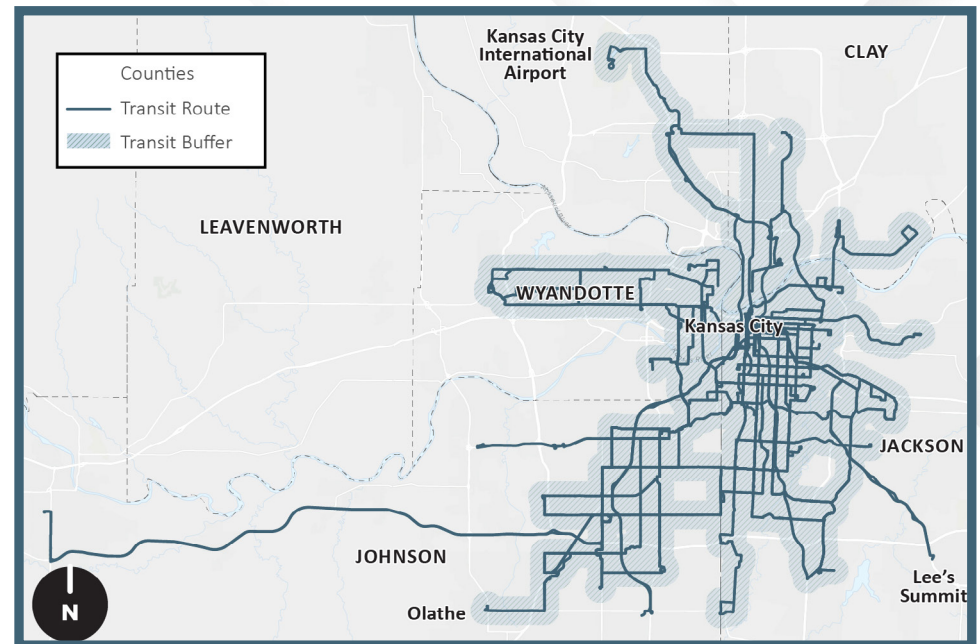 Kansas City
International
Airport
CLAY
Counties
Transit Route
Transit Buffer
LEAVENWORTH
WYANDOTTE
Kansas City
JACKSON
JOHNSON
Olathe
Lee's
Summit
N